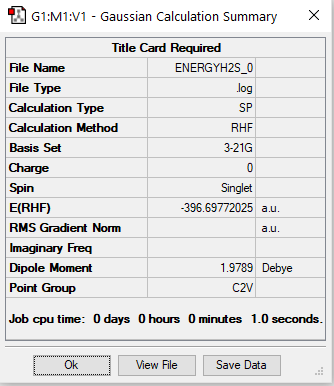 G1:M1:V1 - Gaussian Calculation Summary
Title Card Required
File Name ENERGYH2S_0
File Type .log
Calculation Type SP
Calculation Method RHF
Basis Set 3-21G
Charge 0
Spin Singlet
E(RHF) -396.69772025 a.u.
RMS Gradient Norm a.u.
Imaginary Freq
Dipole Moment 1.9789 Debye
Point Group C2V
Job cpu time: 0 days 0 hours 0 minutes 1.0 seconds.
Ok View File Save Data